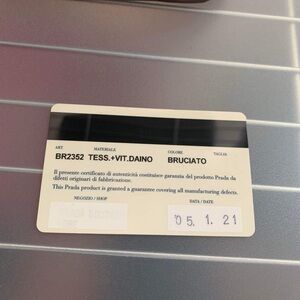 ART. MATERIALE COLORE TAGLIA
BR2352 TESS.+VIT.DAINO BRUCIATO
Il presente certificato di autenticità costituisce garanzia del prodotto Prada da
difetti originari di fabbricazione.
This Prada product is granted a guarantee covering all manufacturing defects.
NEGOZIO / SHOP DATA / DATE
05. 1. 21